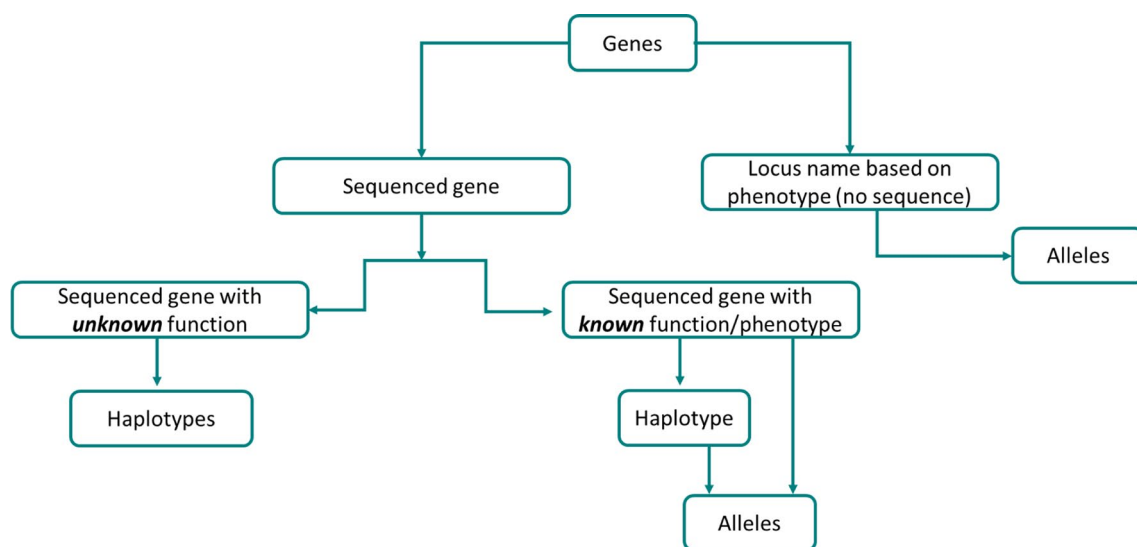 Genes
Sequenced gene
Locus name based on
phenotype (no sequence)
Alleles
Sequenced gene with
unknown function
Sequenced gene with
known function/phenotype
Haplotypes
Haplotype
Alleles